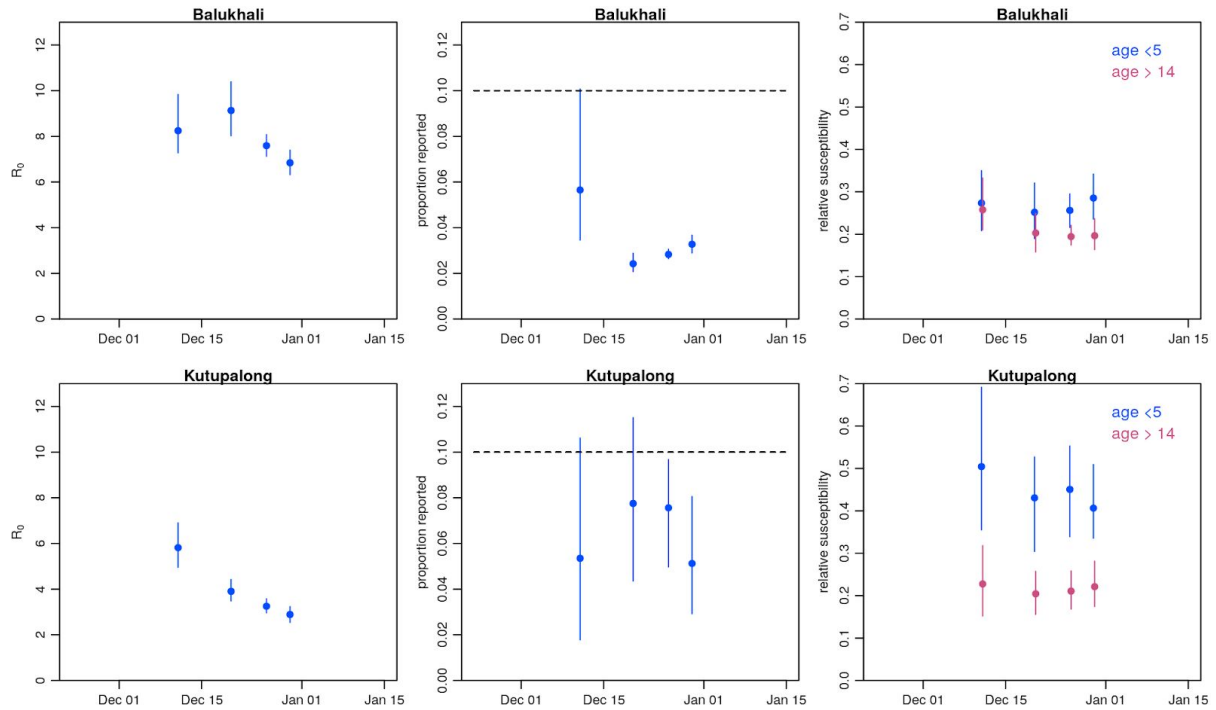 Balukhali
R0
12
10
8
6
4
2
0
Dec 01 Dec 15 Jan 01 Jan 15
Balukhali
proportion reported
0.12
0.10
0.08
0.06
0.04
0.02
0.00
Dec 01 Dec 15 Jan 01 Jan 15
Balukhali
relative susceptibility
0.7
0.6
0.5
0.4
0.3
0.2
0.1
0.0
age <5
age > 14
Dec 01 Dec 15 Jan 01 Jan 15
Kutupalong
R0
12
10
8
6
4
2
0
Dec 01 Dec 15 Jan 01 Jan 15
Kutupalong
proportion reported
0.12
0.10
0.08
0.06
0.04
0.02
0.00
Dec 01 Dec 15 Jan 01 Jan 15
Kutupalong
relative susceptibility
0.7
0.6
0.5
0.4
0.3
0.2
0.1
0.0
age <5
age > 14
Dec 01 Dec 15 Jan 01 Jan 15